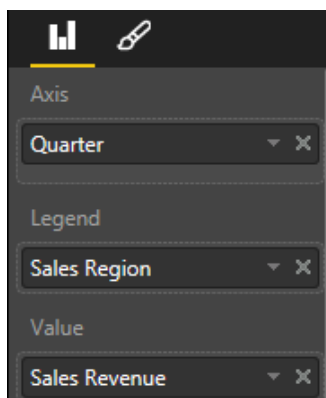 Axis
Quarter
Legend
Sales Region
Value
Sales Revenue